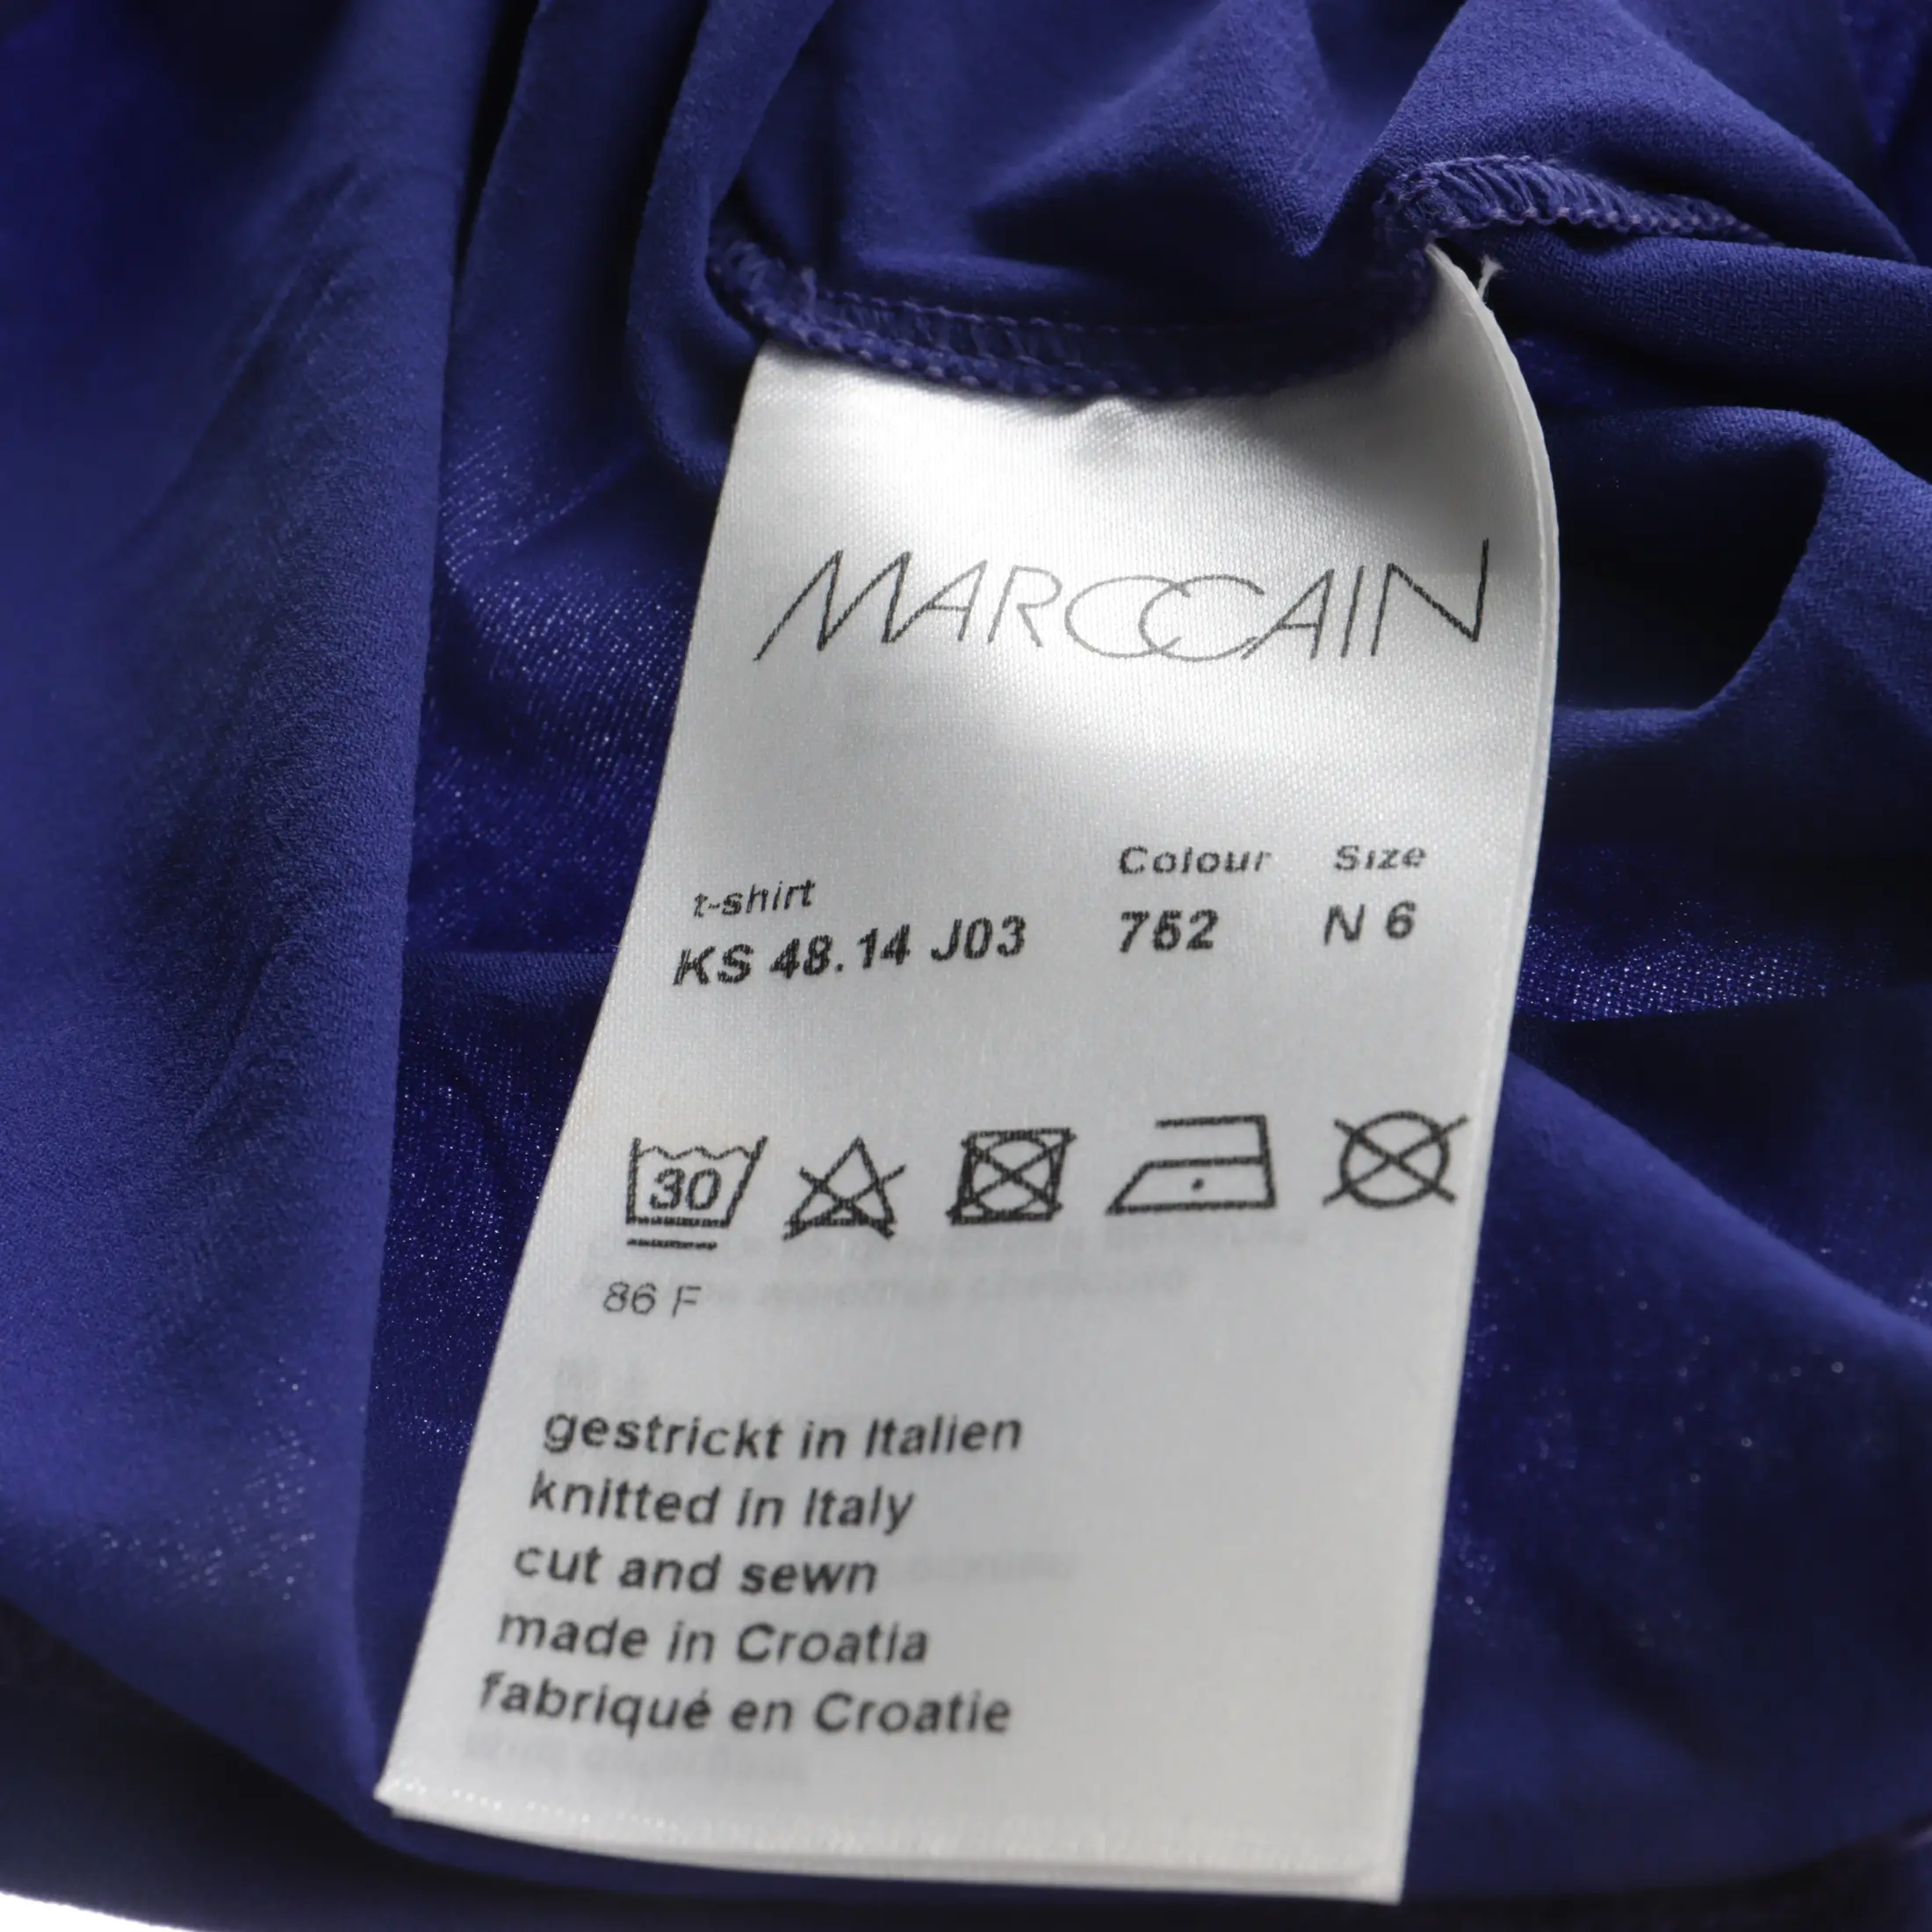 MARCCAIN
Colour Size
t-shirt
KS 48.14 J03 752 N 6
30
86 F
gestrickt in Italien
knitted in Italy
cut and sewn
made in Croatia
fabriqué en Croatie